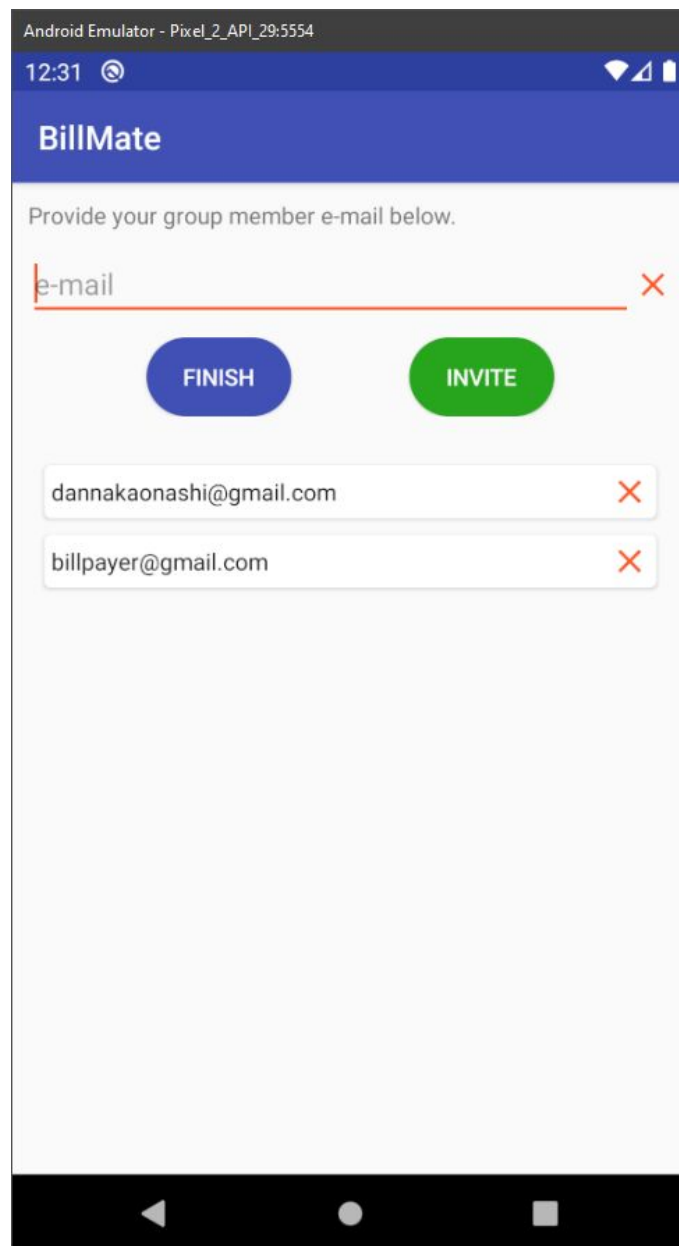 Android Emulator - Pixel_2_API_29:5554
12:31
BillMate
Provide your group member e-mail below.
e-mail
FINISH INVITE
dannakaonashi@gmail.com
billpayer@gmail.com